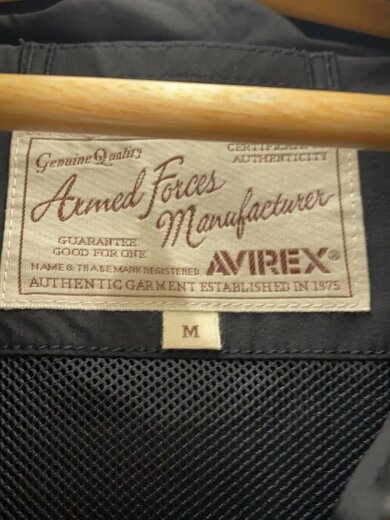 Genuine Quality
CERTIFICATE
AUTHENTICITY
Armed Forces
Manufacturer
GUARANTEE
GOOD FOR ONE
NAME & TRADE MARK REGISTERED
AVIREX®
AUTHENTIC GARMENT ESTABLISHED IN 1975
M